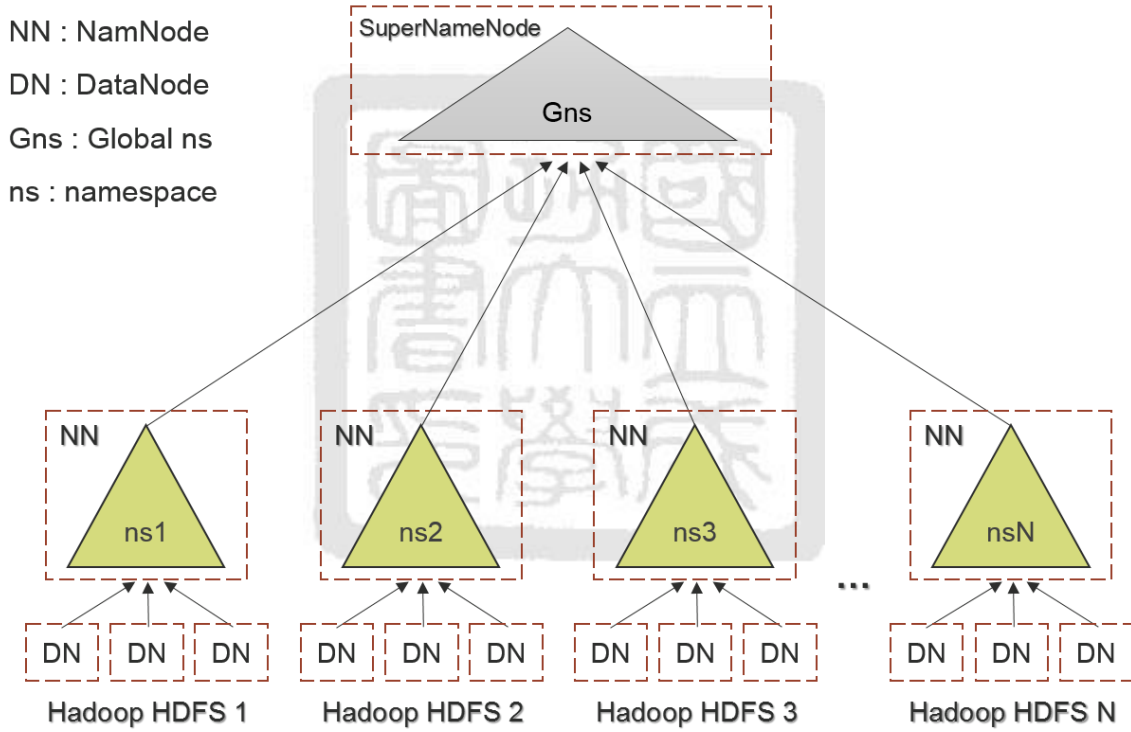 NN : NamNode
DN : DataNode
Gns : Global ns
ns : namespace
SuperNameNode
Gns
NN
NN
NN
NN
ns1
ns2
ns3
nsN
...
DN DN DN
DN DN DN
DN DN DN
DN DN DN
Hadoop HDFS 1
Hadoop HDFS 2
Hadoop HDFS 3
Hadoop HDFS N